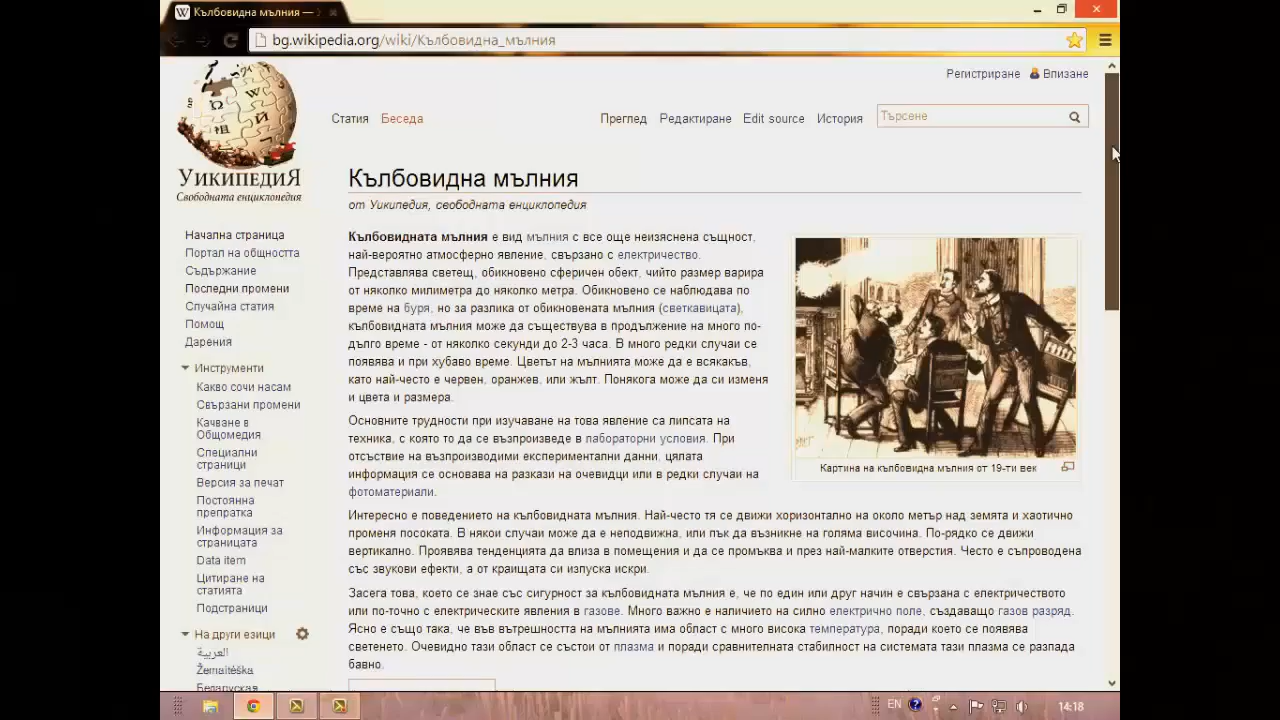 Кълбовидна мълния —
bg.wikipedia.org/wiki/Кълбовидна_мълния
Регистриране Влизане
Статия Беседа Преглед Редактиране Edit source История Търсене
УикипедиЯ
Свободната енциклопедия
Кълбовидна мълния
от Уикипедия, свободната енциклопедия
Начална страница
Портал на общността
Съдържание
Последни промени
Случайна статия
Помощ
Дарения
Инструменти
Какво сочи насам
Свързани промени
Качване в
Общомедия
Специални
страници
Версия за печат
Постоянна
препратка
Информация за
страницата
Data item
Цитиране на
статията
Подстраници
На други езици
العربية
Žemaitėška
Беларуская
Кълбовидната мълния е вид мълния с все още неизяснена същност,
най-вероятно атмосферно явление, свързано с електричество.
Представлява светещ, обикновено сферичен обект, чийто размер варира
от няколко милиметра до няколко метра. Обикновено се наблюдава по
време на буря, но за разлика от обикновената мълния (светкавицата),
кълбовидната мълния може да съществува в продължение на много по-
дълго време - от няколко секунди до 2-3 часа. В много редки случаи се
появява и при хубаво време. Цветът на мълнията може да е всякакъв,
като най-често е червен, оранжев, или жълт. Понякога може да си изменя
и цвета и размера.
Основните трудности при изучаване на това явление са липсата на
техника, с която то да се възпроизведе в лабораторни условия. При
отсъствие на възпроизводими експериментални данни, цялата
информация се основава на разкази на очевидци или в редки случаи на
фотоматериали.
Картина на кълбовидна мълния от 19-ти век
Интересно е поведението на кълбовидната мълния. Най-често тя се движи хоризонтално на около метър над земята и хаотично
променя посоката. В някои случаи може да е неподвижна, или пък да възникне на голяма височина. По-рядко се движи
вертикално. Проявява тенденцията да влиза в помещения и да се промъква и през най-малките отверстия. Често е съпроводена
със звукови ефекти, а от краищата си изпуска искри.
Засега това, което се знае със сигурност за кълбовидната мълния е, че по един или друг начин е свързана с електричеството
или по-точно с електрическите явления в газове. Много важно е наличието на силно електрично поле, създаващо газов разряд.
Ясно е също така, че във вътрешността на мълнията има област с много висока температура, поради което се появява
светенето. Очевидно тази област се състои от плазма и поради сравнителната стабилност на системата тази плазма се разпада
бавно.
EN 14:18